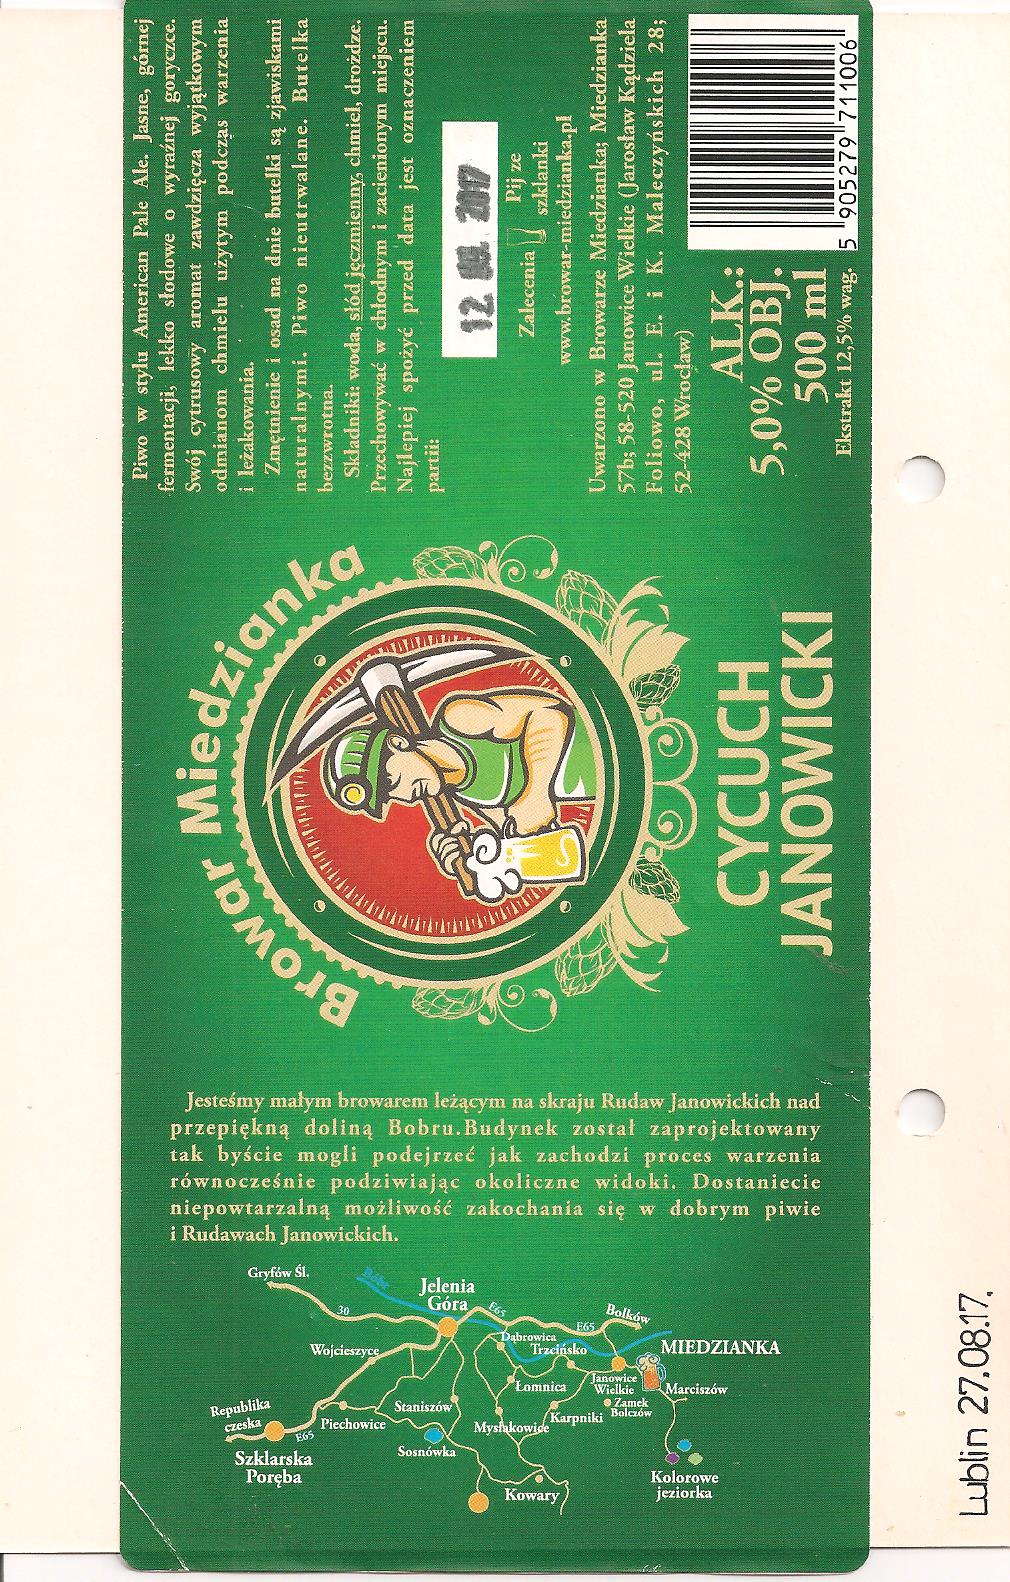 Piwo w stylu American Pale Ale. Jasne, górnej
fermentacji, lekko słodowe o wyraźnej goryczce.
Swój cytrusowy aromat zawdzięcza wyjątkowym
odmianom chmielu użytym podczas warzenia
i leżakowania.
Zmętnienie i osad na dnie butelki są zjawiskami
naturalnymi. Piwo nieutrwalane. Butelka
bezzwrotna.
Składniki: woda, słód jęczmienny, chmiel, drożdze.
Przechowywać w chłodnym i zacienionym miejscu.
Najlepiej spożyć przed data jest oznaczeniem
partii:
12 2017
Zalecenia
Pij ze
szklanki
www.browar-miedzianka.pl
Uwarzono w Browarze Miedzianka; Miedzianka
57b; 58-520 Janowice Wielkie (Jarosław Kądziela
Foliowo, ul. E. i K. Małeczyńskich 28;
52-428 Wrocław)
ALK.:
5,0% OBJ.
500 ml
Ekstrakt 12,5% wag.
5 905279 711006
Browar Miedzianka
CYCUCH
JANOWICKI
Jesteśmy małym browarem leżącym na skraju Rudaw Janowickich nad
przepiękną doliną Bobru.Budynek został zaprojektowany
tak byście mogli podejrzeć jak zachodzi proces warzenia
równocześnie podziwiając okoliczne widoki. Dostaniecie
niepowtarzalną możliwość zakochania się w dobrym piwie
i Rudawach Janowickich.
Gryfów Śl.
Bóbr
Jelenia
Góra
30
E65
E65
Bolków
Dąbrowica
Trzcińsko
MIEDZIANKA
Wojcieszyce
Łomnica
Janowice
Wielkie
Marciszów
Republika
czeska
E65
Piechowice
Staniszów
Mysłakowice
Karpniki
Zamek
Bolczów
Sosnówka
Szklarska
Poręba
Kowary
Kolorowe
jeziorka
Lublin 27.08.17.